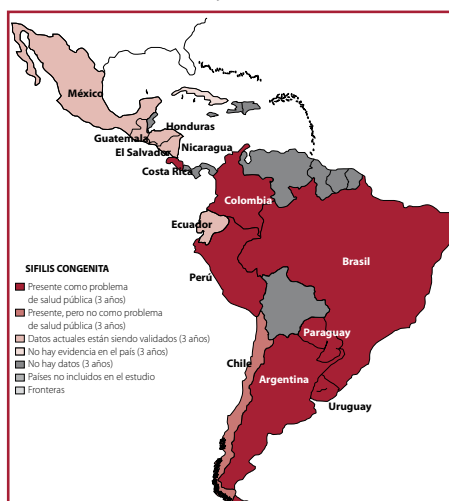 México
Honduras
Guatemala
El Salvador
Nicaragua
Costa Rica
Colombia
Ecuador
Brasil
Perú
Paraguay
Chile
Argentina
Uruguay
SIFILIS CONGENITA
Presente como problema
de salud pública (3 años)
Presente, pero no como problema
de salud pública (3 años)
Datos actuales están siendo validados (3 años)
No hay evidencia en el país (3 años)
No hay datos (3 años)
Países no incluidos en el estudio
Fronteras